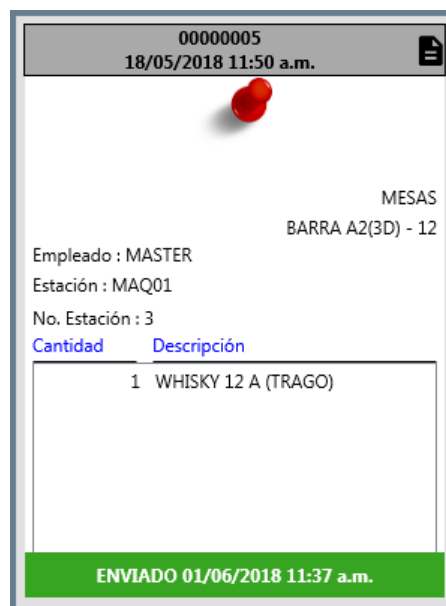 00000005
18/05/2018 11:50 a.m.
MESAS
BARRA A2(3D) - 12
Empleado : MASTER
Estación : MAQ01
No. Estación : 3
Cantidad Descripción
1 WHISKY 12 A (TRAGO)
ENVIADO 01/06/2018 11:37 a.m.